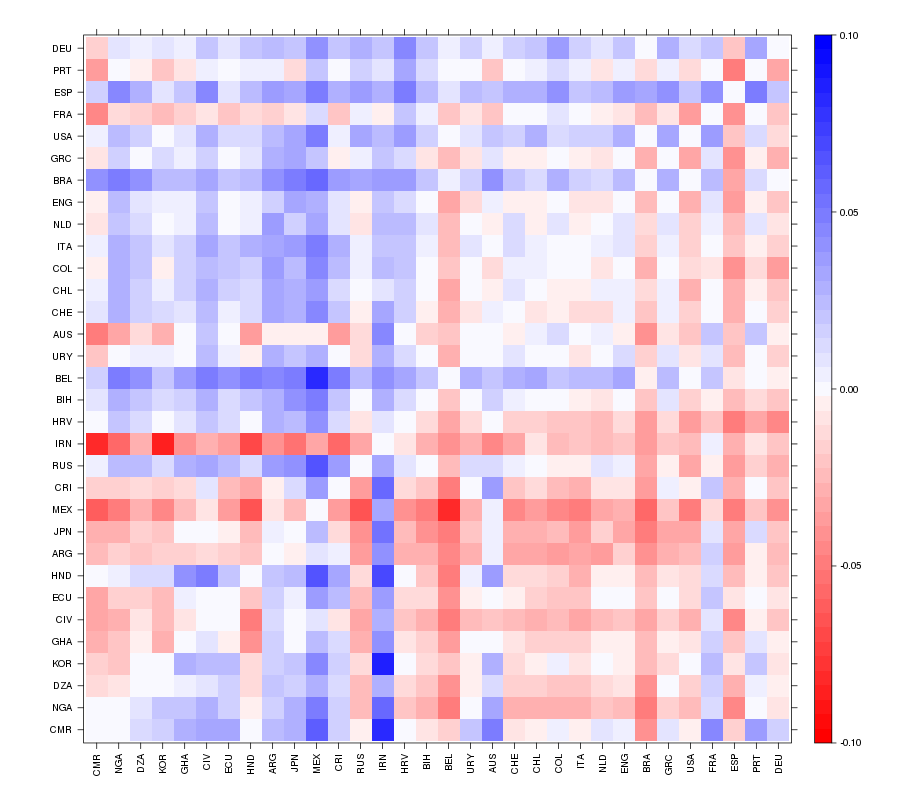 DEU
PRT
ESP
FRA
USA
GRC
BRA
ENG
NLD
ITA
COL
CHL
CHE
AUS
URY
BEL
BIH
HRV
IRN
RUS
CRI
MEX
JPN
ARG
HND
ECU
CIV
GHA
KOR
DZA
NGA
CMR
CMR NGA DZA KOR GHA CIV ECU HND ARG JPN MEX CRI RUS IRN HRV BIH BEL URY AUS CHE CHL COL ITA NLD ENG BRA GRC USA FRA ESP PRT DEU
0.10
0.05
0.00
-0.05
-0.10